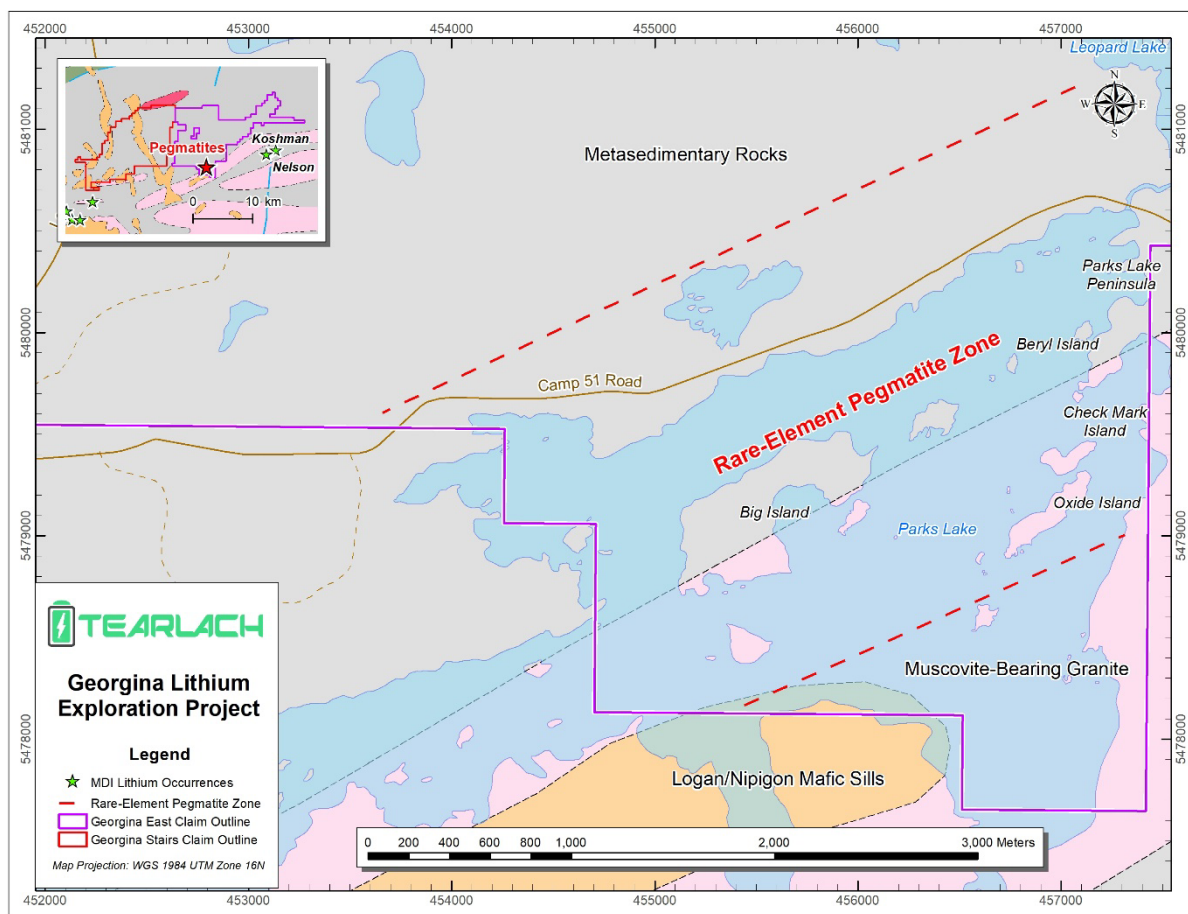 452000
453000
454000
455000
456000
457000
Leopard Lake
N
W
E
S
5481000
5481000
Koshman
Pegmatites
Nelson
0
10 km
Metasedimentary Rocks
Parks Lake
Peninsula
5480000
5480000
Beryl Island
Camp 51 Road
Rare-Element Pegmatite Zone
Check Mark
Island
Big Island
Oxide Island
Parks Lake
5479000
5479000
TEARLACH
Muscovite-Bearing Granite
Georgina Lithium
Exploration Project
5478000
5478000
Logan/Nipigon Mafic Sills
Legend
MDI Lithium Occurrences
Rare-Element Pegmatite Zone
Georgina East Claim Outline
Georgina Stairs Claim Outline
Map Projection: WGS 1984 UTM Zone 16N
0 200 400 600 800 1,000 2,000 3,000 Meters
452000
453000
454000
455000
456000
457000